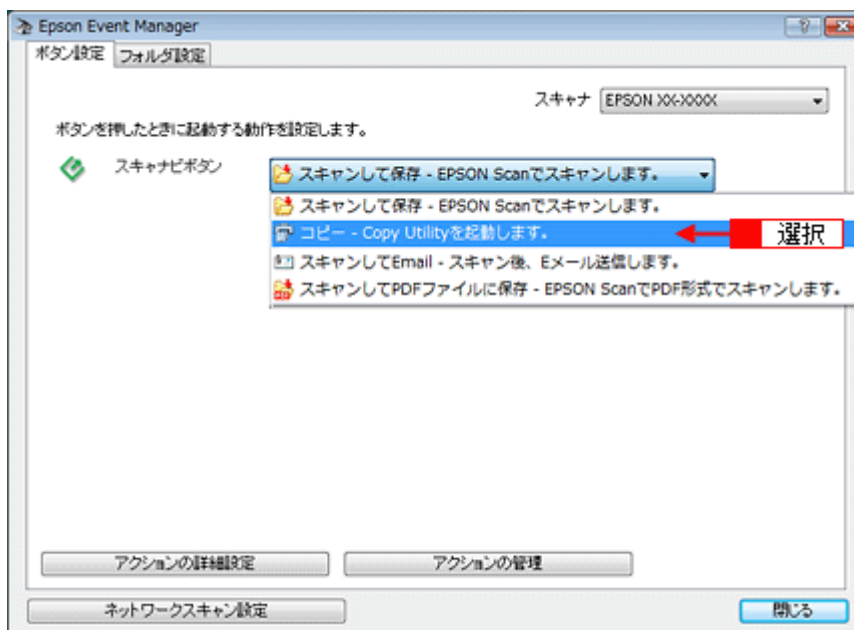 Epson Event Manager
ボタン設定 フォルダ設定
スキャナ EPSON XX-XXXX
ボタンを押したときに起動する動作を設定します。
スキャナビボタン スキャンして保存 - EPSON Scanでスキャンします。
スキャンして保存 - EPSON Scanでスキャンします。
コピー - Copy Utilityを起動します。 選択
スキャンしてEmail - スキャン後、Eメール送信します。
スキャンしてPDFファイルに保存 - EPSON ScanでPDF形式でスキャンします。
アクションの詳細設定 アクションの管理
ネットワークスキャン設定 閉じる